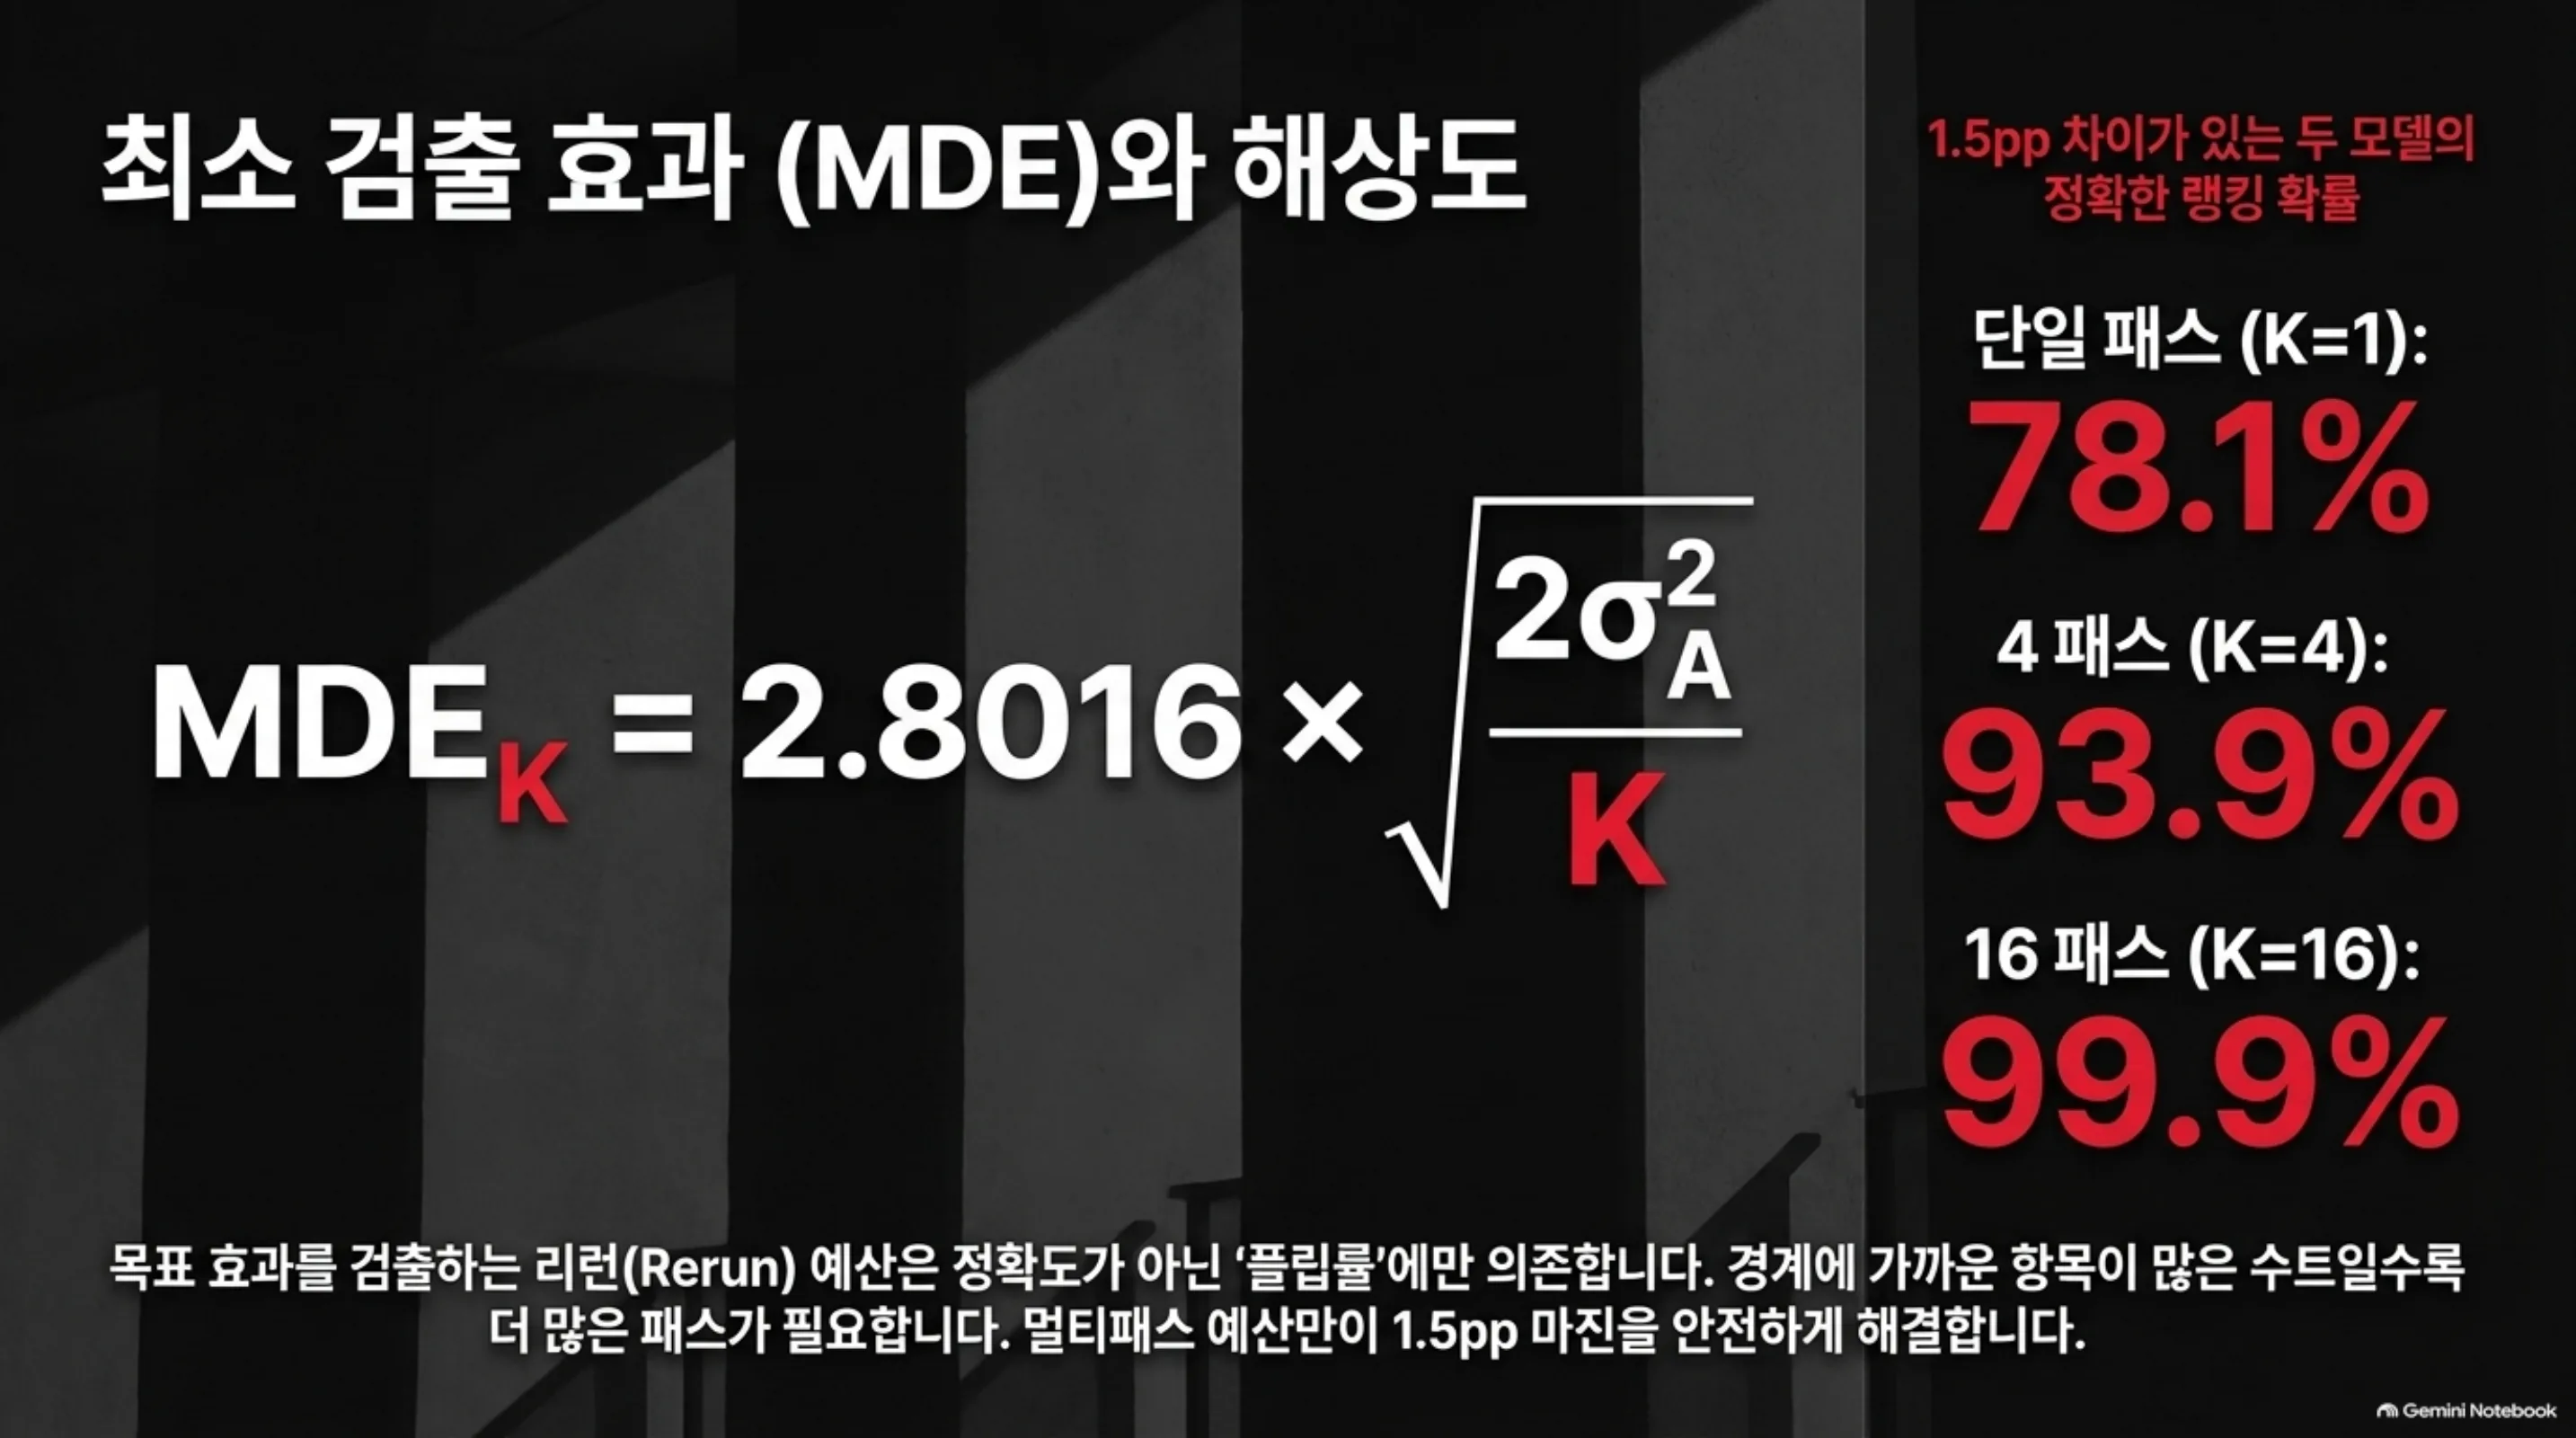 최소 검출 효과 (MDE)와 해상도
MDE_K = 2.8016 × √(2σ_A^2 / K)
1.5pp 차이가 있는 두 모델의
정확한 랭킹 확률
단일 패스 (K=1):
78.1%
4 패스 (K=4):
93.9%
16 패스 (K=16):
99.9%
목표 효과를 검출하는 리런(Rerun) 예산은 정확도가 아닌 ‘플립률’에만 의존합니다. 경계에 가까운 항목이 많은 수트일수록
더 많은 패스가 필요합니다. 멀티패스 예산만이 1.5pp 마진을 안전하게 해결합니다.
Gemini Notebook